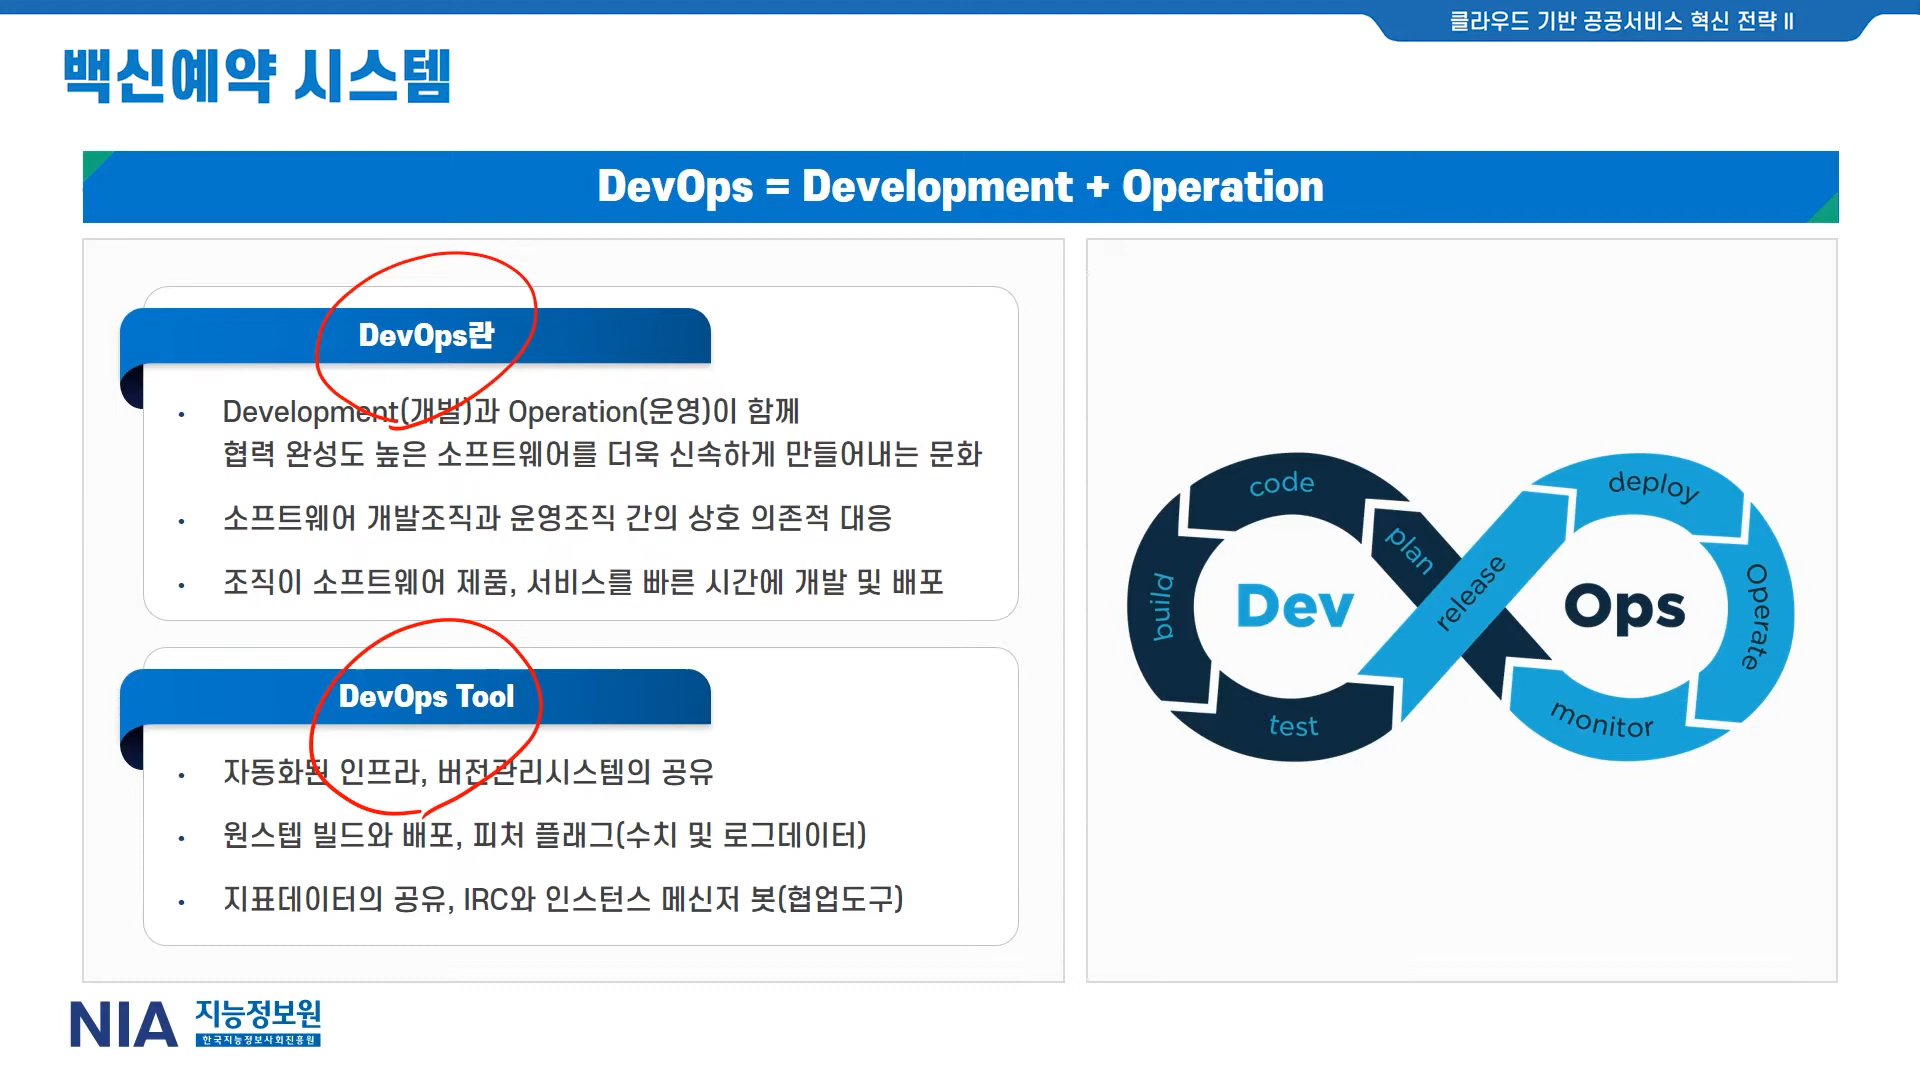 클라우드 기반 공공서비스 혁신 전략 II
백신예약 시스템
DevOps = Development + Operation
DevOps란
• Development(개발)과 Operation(운영)이 함께
협력 완성도 높은 소프트웨어를 더욱 신속하게 만들어내는 문화
• 소프트웨어 개발조직과 운영조직 간의 상호 의존적 대응
• 조직이 소프트웨어 제품, 서비스를 빠른 시간에 개발 및 배포
DevOps Tool
• 자동화된 인프라, 버전관리시스템의 공유
• 원스텝 빌드와 배포, 피처 플래그(수치 및 로그데이터)
• 지표데이터의 공유, IRC와 인스턴스 메신저 봇(협업도구)
code
plan
build
Dev
test
release
deploy
Ops
Operate
monitor
NIA 지능정보원
한국지능정보사회진흥원